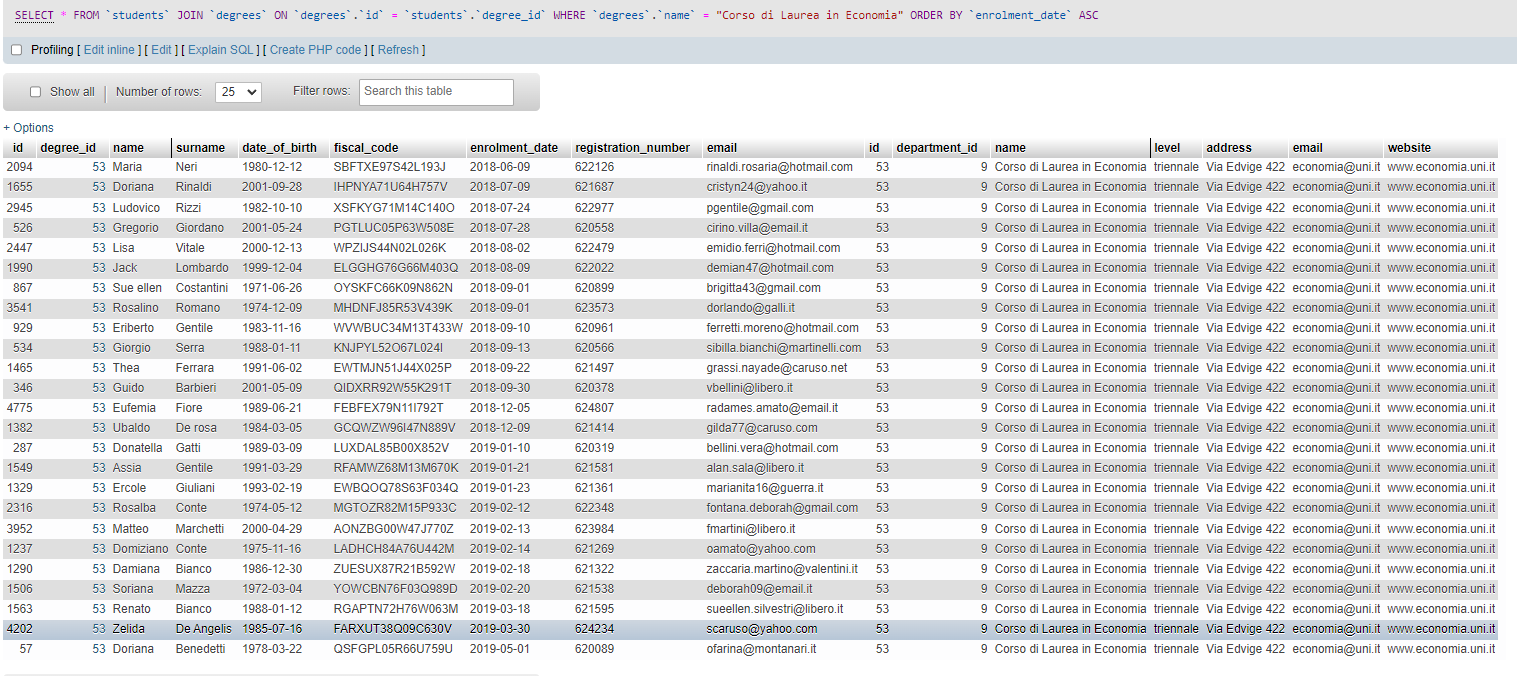 SELECT * FROM `students` JOIN `degrees` ON `degrees`.`id` = `students`.`degree_id` WHERE `degrees`.`name` = "Corso di Laurea in Economia" ORDER BY `enrolment_date` ASC
Profiling [ Edit inline ] [ Edit ] [ Explain SQL ] [ Create PHP code ] [ Refresh ]
Show all Number of rows: 25 Filter rows: Search this table
+ Options
id degree_id name surname date_of_birth fiscal_code enrolment_date registration_number email id department_id name level address email website
2094 53 Maria Neri 1980-12-12 SBFTXE97S42L193J 2018-06-09 622126 rinaldi.rosaria@hotmail.com 53 9 Corso di Laurea in Economia triennale Via Edvige 422 economia@uni.it www.economia.uni.it
1655 53 Doriana Rinaldi 2001-09-28 IHPNYA71U64H757V 2018-07-09 621687 cristyn24@yahoo.it 53 9 Corso di Laurea in Economia triennale Via Edvige 422 economia@uni.it www.economia.uni.it
2945 53 Ludovico Rizzi 1982-10-10 XSFKYG71M14C140O 2018-07-24 622977 pgentile@gmail.com 53 9 Corso di Laurea in Economia triennale Via Edvige 422 economia@uni.it www.economia.uni.it
526 53 Gregorio Giordano 2001-05-24 PGTLUC05P63W508E 2018-07-28 620558 cirino.villa@email.it 53 9 Corso di Laurea in Economia triennale Via Edvige 422 economia@uni.it www.economia.uni.it
2447 53 Lisa Vitale 2000-12-13 WPZIJS44N02L026K 2018-08-02 622479 emidio.ferri@hotmail.com 53 9 Corso di Laurea in Economia triennale Via Edvige 422 economia@uni.it www.economia.uni.it
1990 53 Jack Lombardo 1999-12-04 ELGGHG76G66M403Q 2018-08-09 622022 demian47@hotmail.com 53 9 Corso di Laurea in Economia triennale Via Edvige 422 economia@uni.it www.economia.uni.it
867 53 Sue ellen Costantini 1971-06-26 OYSKFC66K09N862N 2018-09-01 620899 brigitta43@gmail.com 53 9 Corso di Laurea in Economia triennale Via Edvige 422 economia@uni.it www.economia.uni.it
3541 53 Rosalino Romano 1974-12-09 MHDNFJ85R53V439K 2018-09-01 623573 dorlando@galli.it 53 9 Corso di Laurea in Economia triennale Via Edvige 422 economia@uni.it www.economia.uni.it
929 53 Eriberto Gentile 1983-11-16 WVWBUC34M13T433W 2018-09-10 620961 ferretti.moreno@hotmail.com 53 9 Corso di Laurea in Economia triennale Via Edvige 422 economia@uni.it www.economia.uni.it
534 53 Giorgio Serra 1988-01-11 KNJPYL52O67L024I 2018-09-13 620566 sibilla.bianchi@martinelli.com 53 9 Corso di Laurea in Economia triennale Via Edvige 422 economia@uni.it www.economia.uni.it
1465 53 Thea Ferrara 1991-06-02 EWTMJN51J44X025P 2018-09-22 621497 grassi.nayade@caruso.net 53 9 Corso di Laurea in Economia triennale Via Edvige 422 economia@uni.it www.economia.uni.it
346 53 Guido Barbieri 2001-05-09 QIDXRR92W55K291T 2018-09-30 620378 vbellini@libero.it 53 9 Corso di Laurea in Economia triennale Via Edvige 422 economia@uni.it www.economia.uni.it
4775 53 Eufemia Fiore 1989-06-21 FEBFEX79N11I792T 2018-12-05 624807 radames.amato@email.it 53 9 Corso di Laurea in Economia triennale Via Edvige 422 economia@uni.it www.economia.uni.it
1382 53 Ubaldo De rosa 1984-03-05 GCQWZW96I47N889V 2018-12-09 621414 gilda77@caruso.com 53 9 Corso di Laurea in Economia triennale Via Edvige 422 economia@uni.it www.economia.uni.it
287 53 Donatella Gatti 1989-03-09 LUXDAL85B00X852V 2019-01-10 620319 bellini.vera@hotmail.com 53 9 Corso di Laurea in Economia triennale Via Edvige 422 economia@uni.it www.economia.uni.it
1549 53 Assia Gentile 1991-03-29 RFAMWZ68M13M670K 2019-01-21 621581 alan.sala@libero.it 53 9 Corso di Laurea in Economia triennale Via Edvige 422 economia@uni.it www.economia.uni.it
1329 53 Ercole Giuliani 1993-02-19 EWBQOQ78S63F034Q 2019-01-23 621361 marianita16@guerra.it 53 9 Corso di Laurea in Economia triennale Via Edvige 422 economia@uni.it www.economia.uni.it
2316 53 Rosalba Conte 1974-05-12 MGTOZR82M15P933C 2019-02-12 622348 fontana.deborah@gmail.com 53 9 Corso di Laurea in Economia triennale Via Edvige 422 economia@uni.it www.economia.uni.it
3952 53 Matteo Marchetti 2000-04-29 AONZBG00W47J770Z 2019-02-13 623984 fmartini@libero.it 53 9 Corso di Laurea in Economia triennale Via Edvige 422 economia@uni.it www.economia.uni.it
1237 53 Domiziano Conte 1975-11-16 LADHCH84A76U442M 2019-02-14 621269 oamato@yahoo.com 53 9 Corso di Laurea in Economia triennale Via Edvige 422 economia@uni.it www.economia.uni.it
1290 53 Damiana Bianco 1986-12-30 ZUESUX87R21B592W 2019-02-18 621322 zaccaria.martino@valentini.it 53 9 Corso di Laurea in Economia triennale Via Edvige 422 economia@uni.it www.economia.uni.it
1506 53 Soriana Mazza 1972-03-04 YOWCBN76F03Q989D 2019-02-20 621538 deborah09@email.it 53 9 Corso di Laurea in Economia triennale Via Edvige 422 economia@uni.it www.economia.uni.it
1563 53 Renato Bianco 1988-01-12 RGAPTN72H76W063M 2019-03-18 621595 sueellen.silvestri@libero.it 53 9 Corso di Laurea in Economia triennale Via Edvige 422 economia@uni.it www.economia.uni.it
4202 53 Zelida De Angelis 1985-07-16 FARXUT38Q09C630V 2019-03-30 624234 scaruso@yahoo.com 53 9 Corso di Laurea in Economia triennale Via Edvige 422 economia@uni.it www.economia.uni.it
57 53 Doriana Benedetti 1978-03-22 QSFGPL05R66U759U 2019-05-01 620089 ofarina@montanari.it 53 9 Corso di Laurea in Economia triennale Via Edvige 422 economia@uni.it www.economia.uni.it